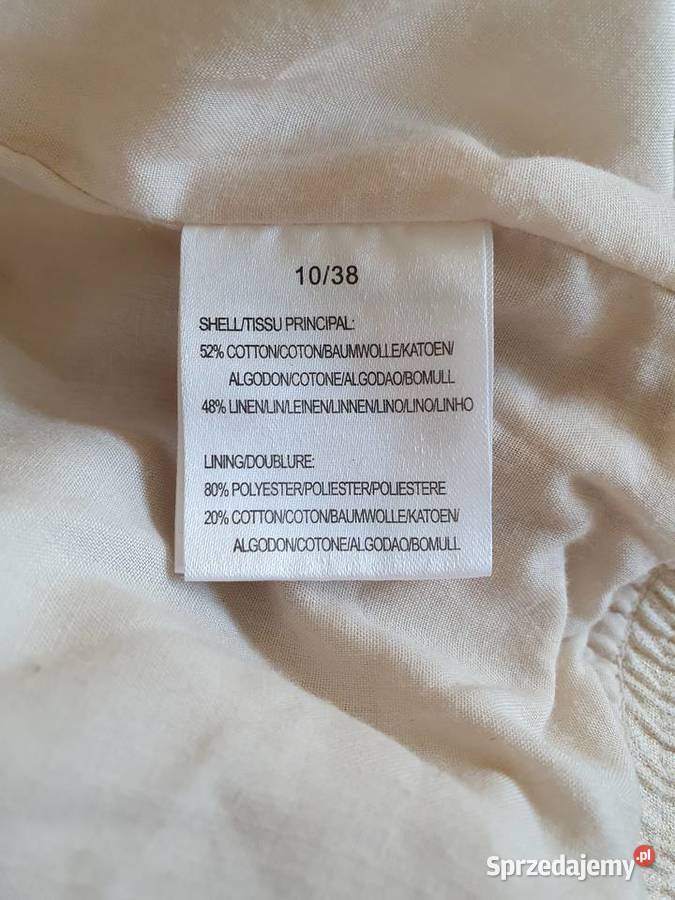 10/38
SHELL/TISSU PRINCIPAL:
52% COTTON/COTON/BAUMWOLLE/KATOEN/
ALGODON/COTONE/ALGODAO/BOMULL
48% LINEN/LIN/LEINEN/LINNEN/LINO/LINO/LINHO
LINING/DOUBLURE:
80% POLYESTER/POLIESTER/POLIESTERE
20% COTTON/COTON/BAUMWOLLE/KATOEN/
ALGODON/COTONE/ALGODAO/BOMULL
Sprzedajemy.pl